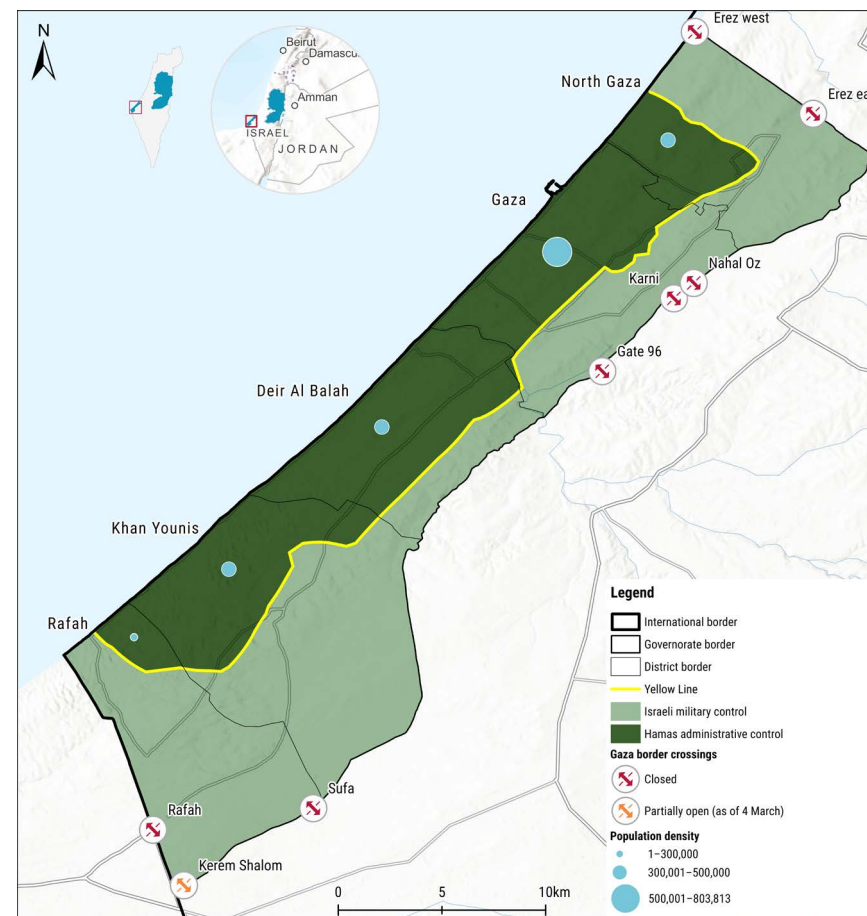 N
Beirut
Damascu
Amman
ISRAEL
JORDAN
Erez west
North Gaza
Erez ea
Gaza
Nahal Oz
Karni
Gate 96
Deir Al Balah
Khan Younis
Rafah
Sufa
Rafah
Kerem Shalom
0 5 10km
Legend
International border
Governorate border
District border
Yellow Line
Israeli military control
Hamas administrative control
Gaza border crossings
Closed
Partially open (as of 4 March)
Population density
1–300,000
300,001–500,000
500,001–803,813